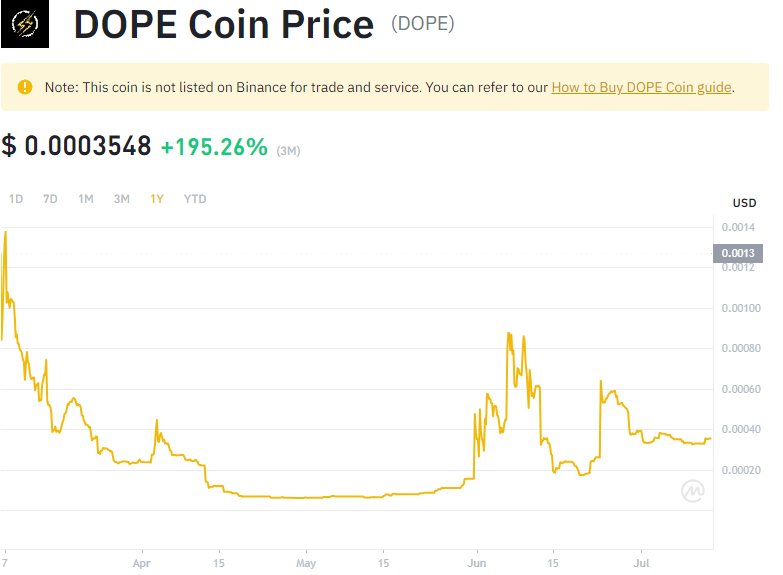 DOPE Coin Price (DOPE)
Note: This coin is not listed on Binance for trade and service. You can refer to our How to Buy DOPE Coin guide.
$ 0.0003548 +195.26% (3M)
1D 7D 1M 3M 1Y YTD
USD
0.0014
0.0013
0.0012
0.00100
0.00080
0.00060
0.00040
0.00020
7 Apr 15 May 15 Jun 15 Jul